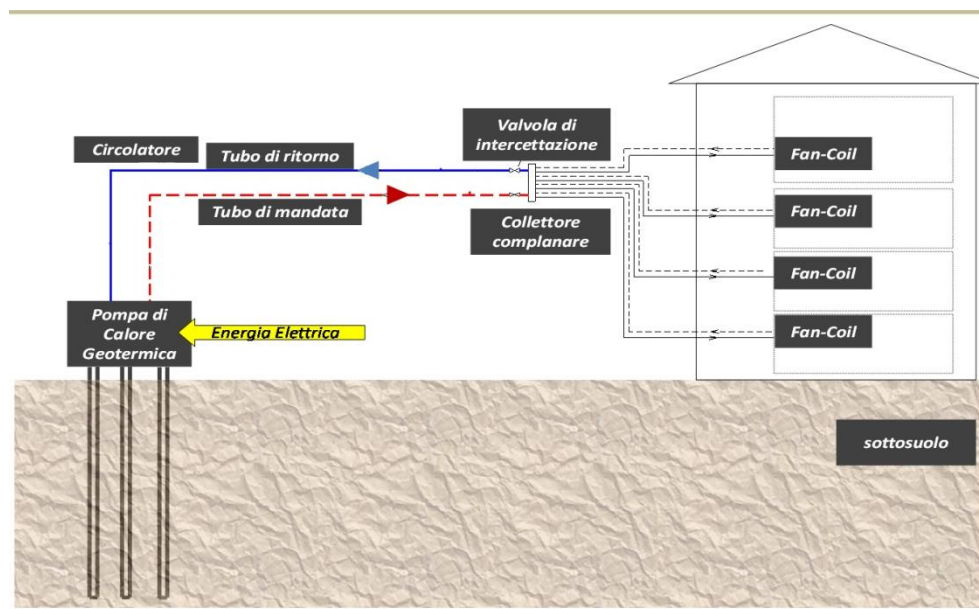 Valvola di
intercettazione
Circolatore
Tubo di ritorno
Fan-Coil
Tubo di mandata
Collettore
complanare
Fan-Coil
Fan-Coil
Pompa di
Calore
Geotermica
Energia Elettrica
Fan-Coil
sottosuolo